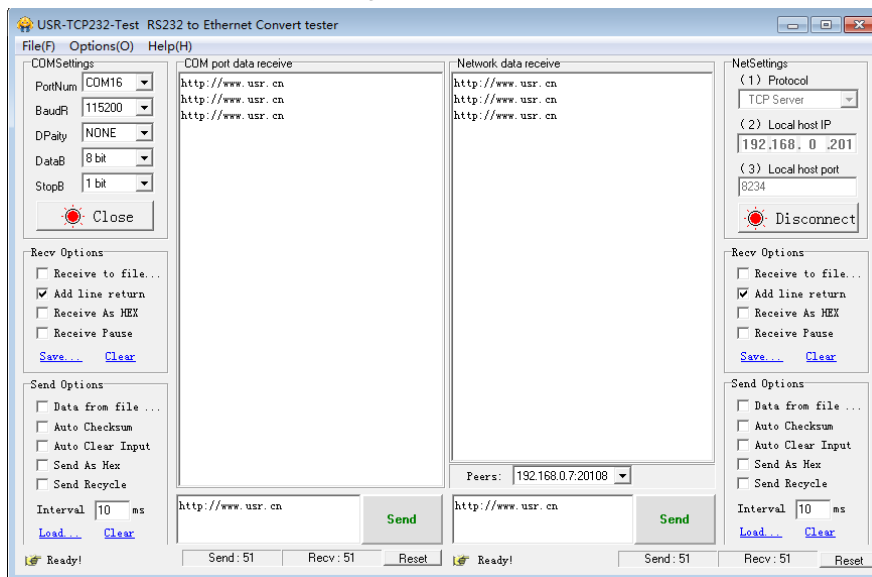 USR-TCP232-Test RS232 to Ethernet Convert tester
File(F) Options(O) Help(H)
COMSettings
PortNum COM16
BaudR 115200
DPaity NONE
DataB 8 bit
StopB 1 bit
Close
Recv Options
Receive to file...
Add line return
Receive As HEX
Receive Pause
Save... Clear
Send Options
Data from file ...
Auto Checksum
Auto Clear Input
Send As Hex
Send Recycle
Interval 10 ms
Load... Clear
Ready!
COM port data receive
http://www.usr.cn
http://www.usr.cn
http://www.usr.cn
http://www.usr.cn
Send
Send : 51 Recv : 51 Reset
Network data receive
http://www.usr.cn
http://www.usr.cn
http://www.usr.cn
Peers: 192.168.0.7:20108
http://www.usr.cn
Send
Ready! Send : 51 Recv : 51 Reset
NetSettings
(1) Protocol
TCP Server
(2) Local host IP
192.168. 0 .201
(3) Local host port
8234
Disconnect
Recv Options
Receive to file...
Add line return
Receive As HEX
Receive Pause
Save... Clear
Send Options
Data from file ...
Auto Checksum
Auto Clear Input
Send As Hex
Send Recycle
Interval 10 ms
Load... Clear